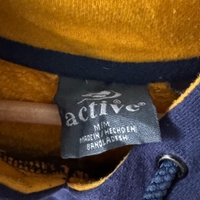 active®
M/M
MADE IN / HECHO EN
BANGLADESH